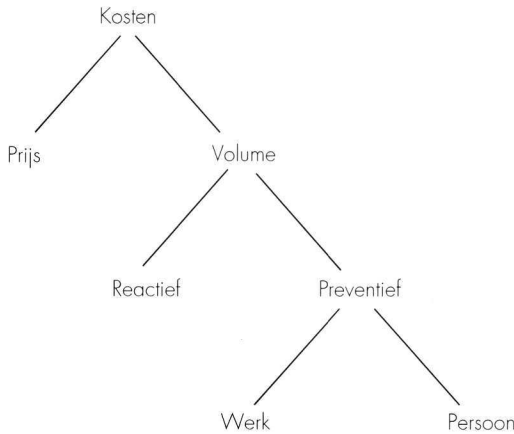 Kosten
Prijs
Volume
Reactief
Preventief
Werk
Persoon